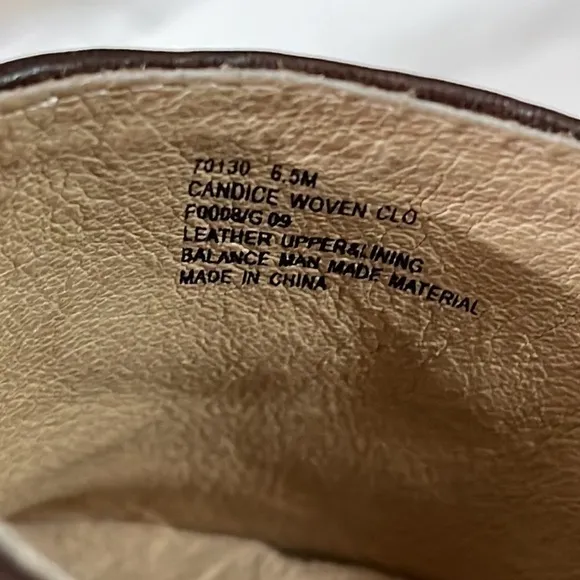 70130 6.5M
CANDICE WOVEN CLO
F0008/G 09
LEATHER UPPER&LINING
BALANCE MAN MADE MATERIAL
MADE IN CHINA